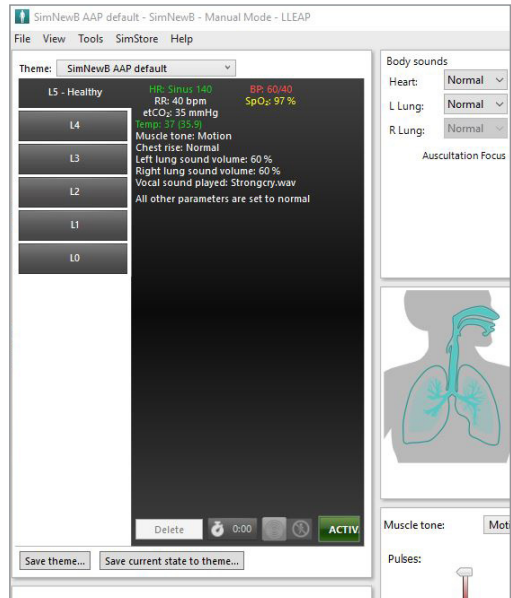 SimNewB AAP default - SimNewB - Manual Mode - LLEAP
File View Tools SimStore Help
Theme: SimNewB AAP default
L5 - Healthy
L4
L3
L2
L1
L0
HR: Sinus 140 BP: 60/40
RR: 40 bpm SpO₂: 97 %
etCO₂: 35 mmHg
Temp: 37 (35.9)
Muscle tone: Motion
Chest rise: Normal
Left lung sound volume: 60 %
Right lung sound volume: 60 %
Vocal sound played: Strongcry.wav
All other parameters are set to normal
Delete 0:00 ACTIV
Save theme... Save current state to theme...
Body sounds
Heart: Normal
L Lung: Normal
R Lung: Normal
Auscultation Focus
Muscle tone: Moti
Pulses: